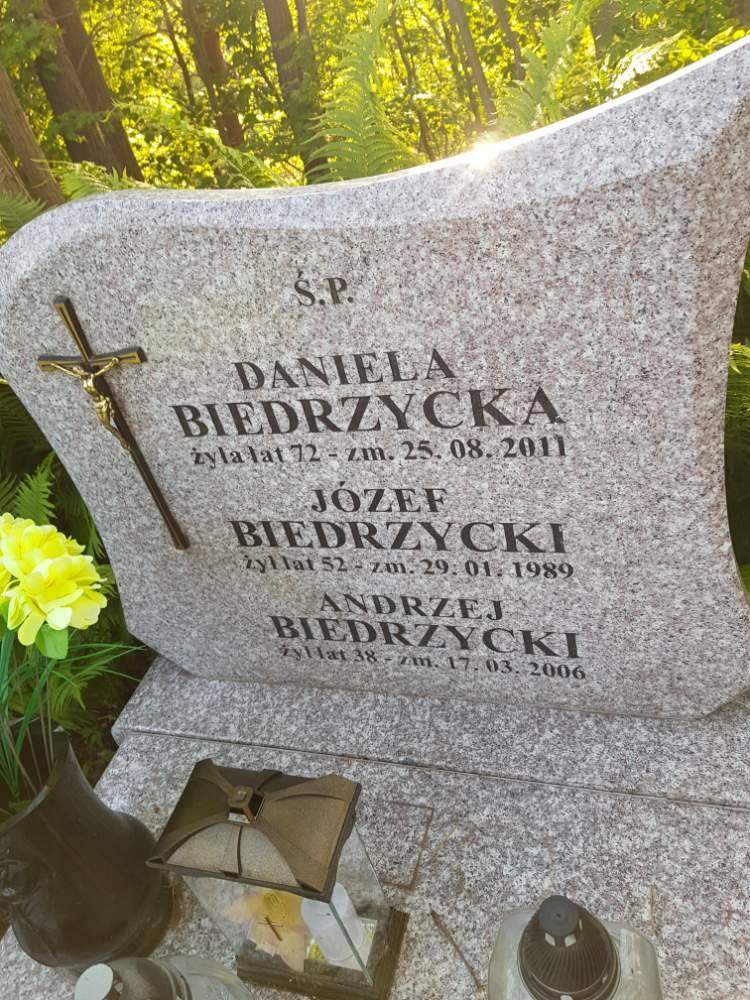 Ś.P.
DANIELA
BIEDRZYCKA
żyła lat 72 - zm. 25. 08. 2011
JÓZEF
BIEDRZYCKI
żył lat 52 - zm. 29. 01. 1989
ANDRZEJ
BIEDRZYCKI
żył lat 38 - zm. 17. 03. 2006